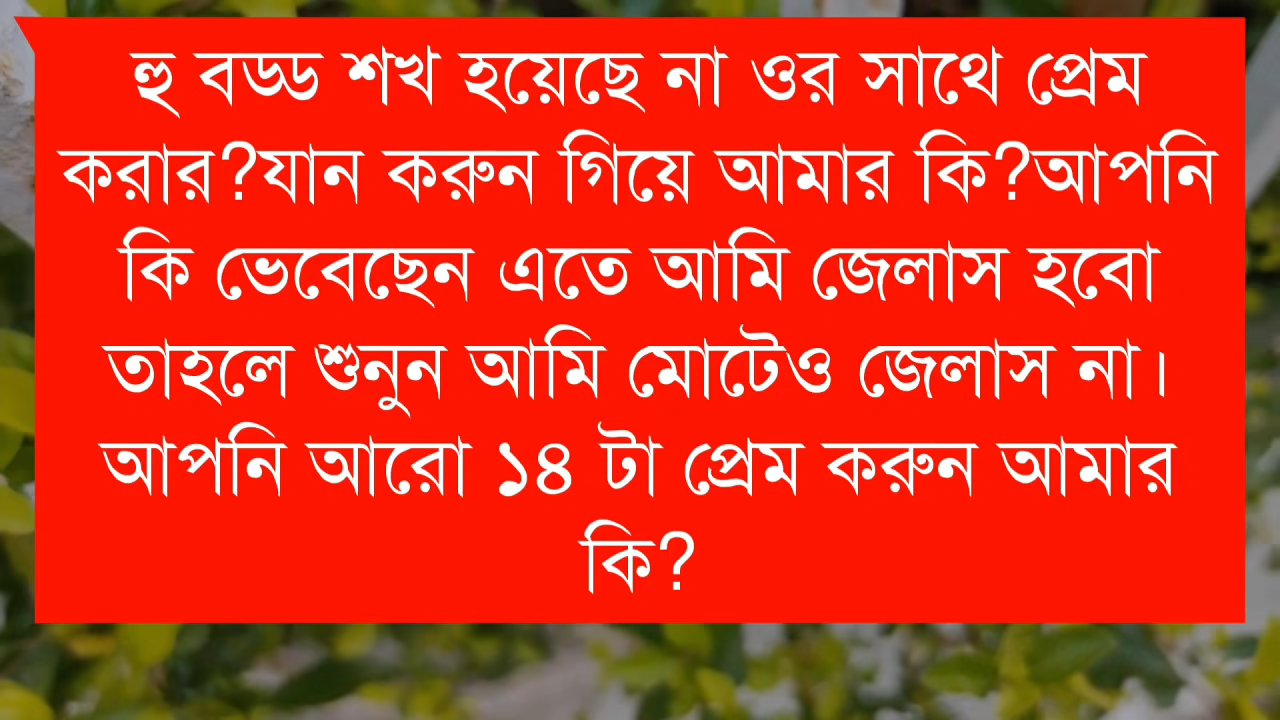 হু বড্ড শখ হয়েছে না ওর সাথে প্রেম
করার?যান করুন গিয়ে আমার কি?আপনি
কি ভেবেছেন এতে আমি জেলাস হবো
তাহলে শুনুন আমি মোটেও জেলাস না।
আপনি আরো ১৪ টা প্রেম করুন আমার
কি?